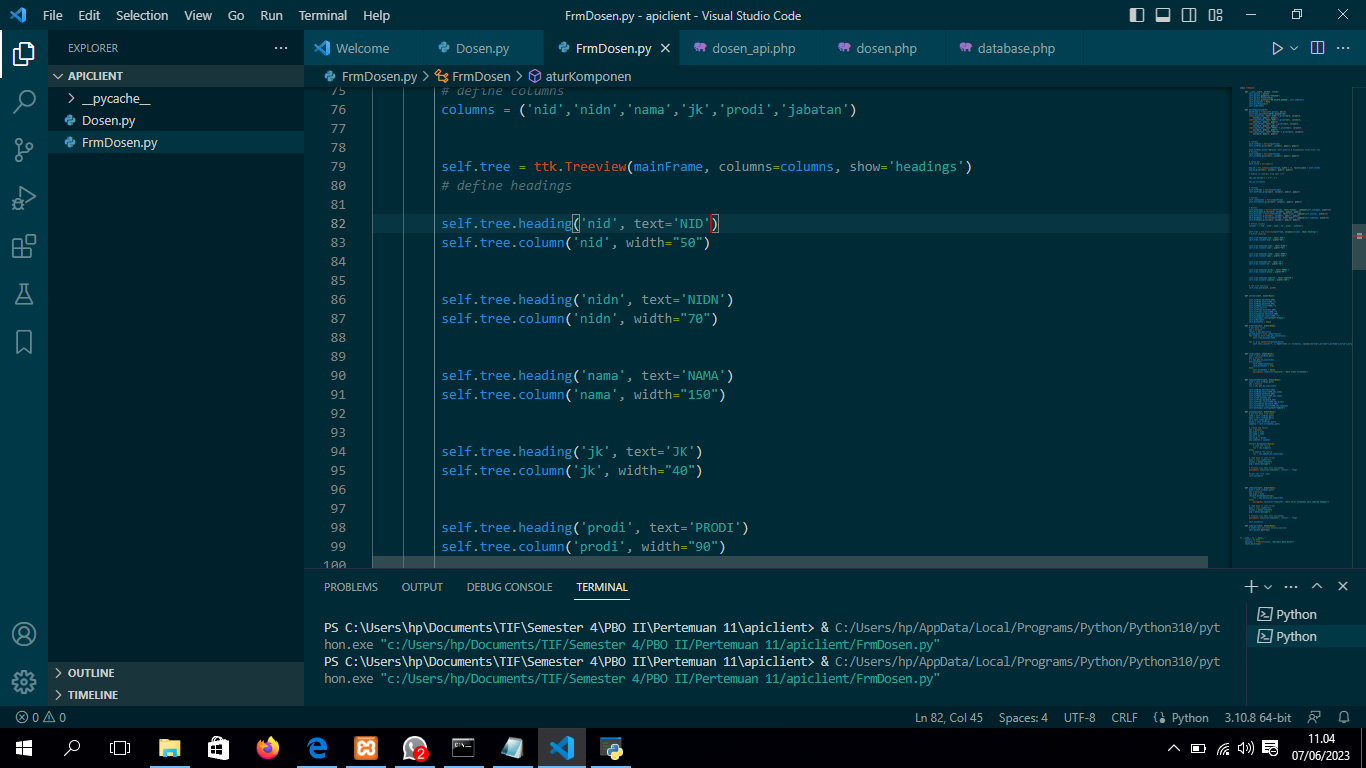 File Edit Selection View Go Run Terminal Help
FrmDosen.py - apiclient - Visual Studio Code
EXPLORER
Welcome
Dosen.py
FrmDosen.py
dosen_api.php
dosen.php
database.php
APICLIENT
__pycache__
Dosen.py
FrmDosen.py
FrmDosen.py > FrmDosen > aturKomponen
75 # define columns
76 columns = ('nid','nidn','nama','jk','prodi','jabatan')
77
78
79 self.tree = ttk.Treeview(mainFrame, columns=columns, show='headings')
80 # define headings
81
82 self.tree.heading('nid', text='NID')
83 self.tree.column('nid', width="50")
84
85
86 self.tree.heading('nidn', text='NIDN')
87 self.tree.column('nidn', width="70")
88
89
90 self.tree.heading('nama', text='NAMA')
91 self.tree.column('nama', width="150")
92
93
94 self.tree.heading('jk', text='JK')
95 self.tree.column('jk', width="40")
96
97
98 self.tree.heading('prodi', text='PRODI')
99 self.tree.column('prodi', width="90")
100
PROBLEMS OUTPUT DEBUG CONSOLE TERMINAL
PS C:\Users\hp\Documents\TIF\Semester 4\PBO II\Pertemuan 11\apiclient> & C:/Users/hp/AppData/Local/Programs/Python/Python310/pyt
hon.exe "c:/Users/hp/Documents/TIF/Semester 4/PBO II/Pertemuan 11/apiclient/FrmDosen.py"
PS C:\Users\hp\Documents\TIF\Semester 4\PBO II\Pertemuan 11\apiclient> & C:/Users/hp/AppData/Local/Programs/Python/Python310/pyt
hon.exe "c:/Users/hp/Documents/TIF/Semester 4/PBO II/Pertemuan 11/apiclient/FrmDosen.py"
Python
Python
OUTLINE
TIMELINE
0 0
Ln 82, Col 45 Spaces: 4 UTF-8 CRLF Python 3.10.8 64-bit
2
11.04
07/06/2023